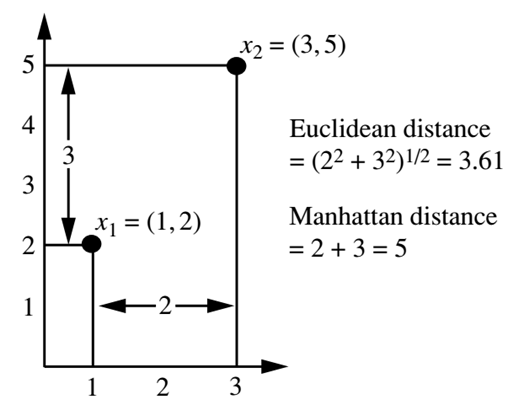 x₂ = (3, 5)
5
4
3
3
x₁ = (1, 2)
2
1
2
1 2 3
Euclidean distance
= (2² + 3²)¹/² = 3.61
Manhattan distance
= 2 + 3 = 5